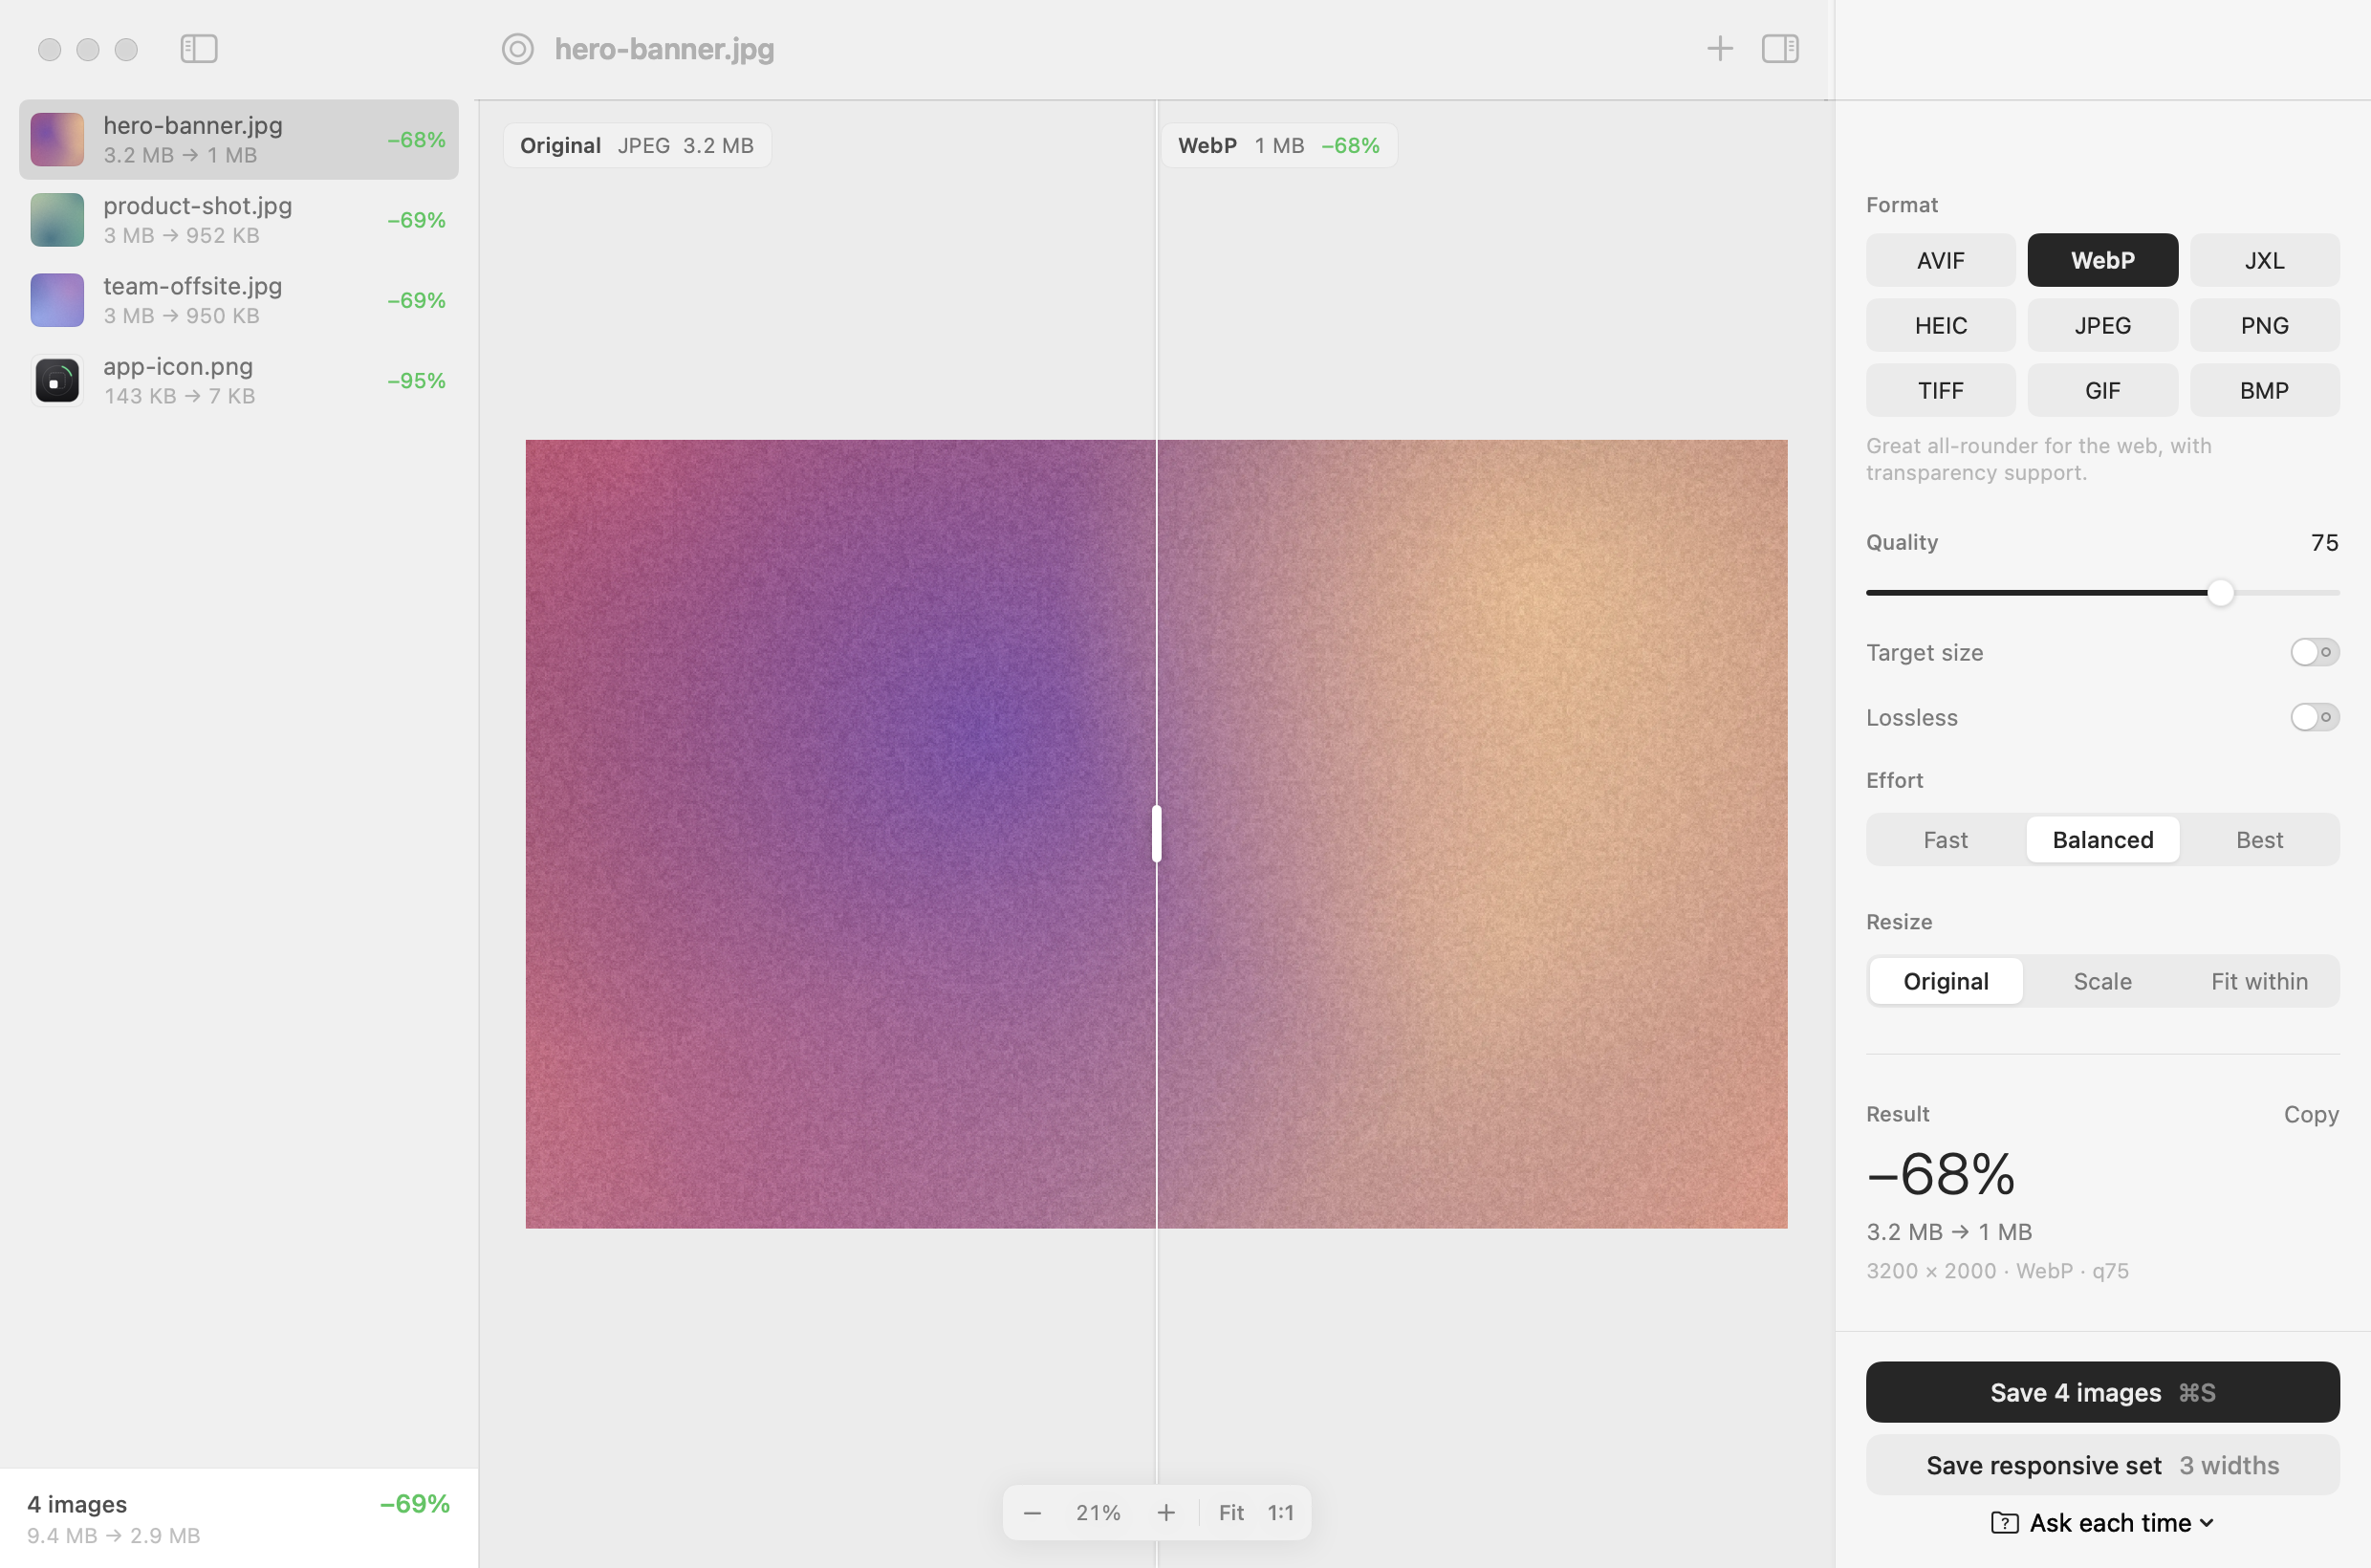 hero-banner.jpg
hero-banner.jpg
3.2 MB → 1 MB
–68%
product-shot.jpg
3 MB → 952 KB
–69%
team-offsite.jpg
3 MB → 950 KB
–69%
app-icon.png
143 KB → 7 KB
–95%
4 images
–69%
9.4 MB → 2.9 MB
Original JPEG 3.2 MB
WebP 1 MB –68%
21% Fit 1:1
Format
AVIF WebP JXL
HEIC JPEG PNG
TIFF GIF BMP
Great all-rounder for the web, with
transparency support.
Quality 75
Target size
Lossless
Effort
Fast Balanced Best
Resize
Original Scale Fit within
Result Copy
–68%
3.2 MB → 1 MB
3200 × 2000 · WebP · q75
Save 4 images ⌘S
Save responsive set 3 widths
Ask each time